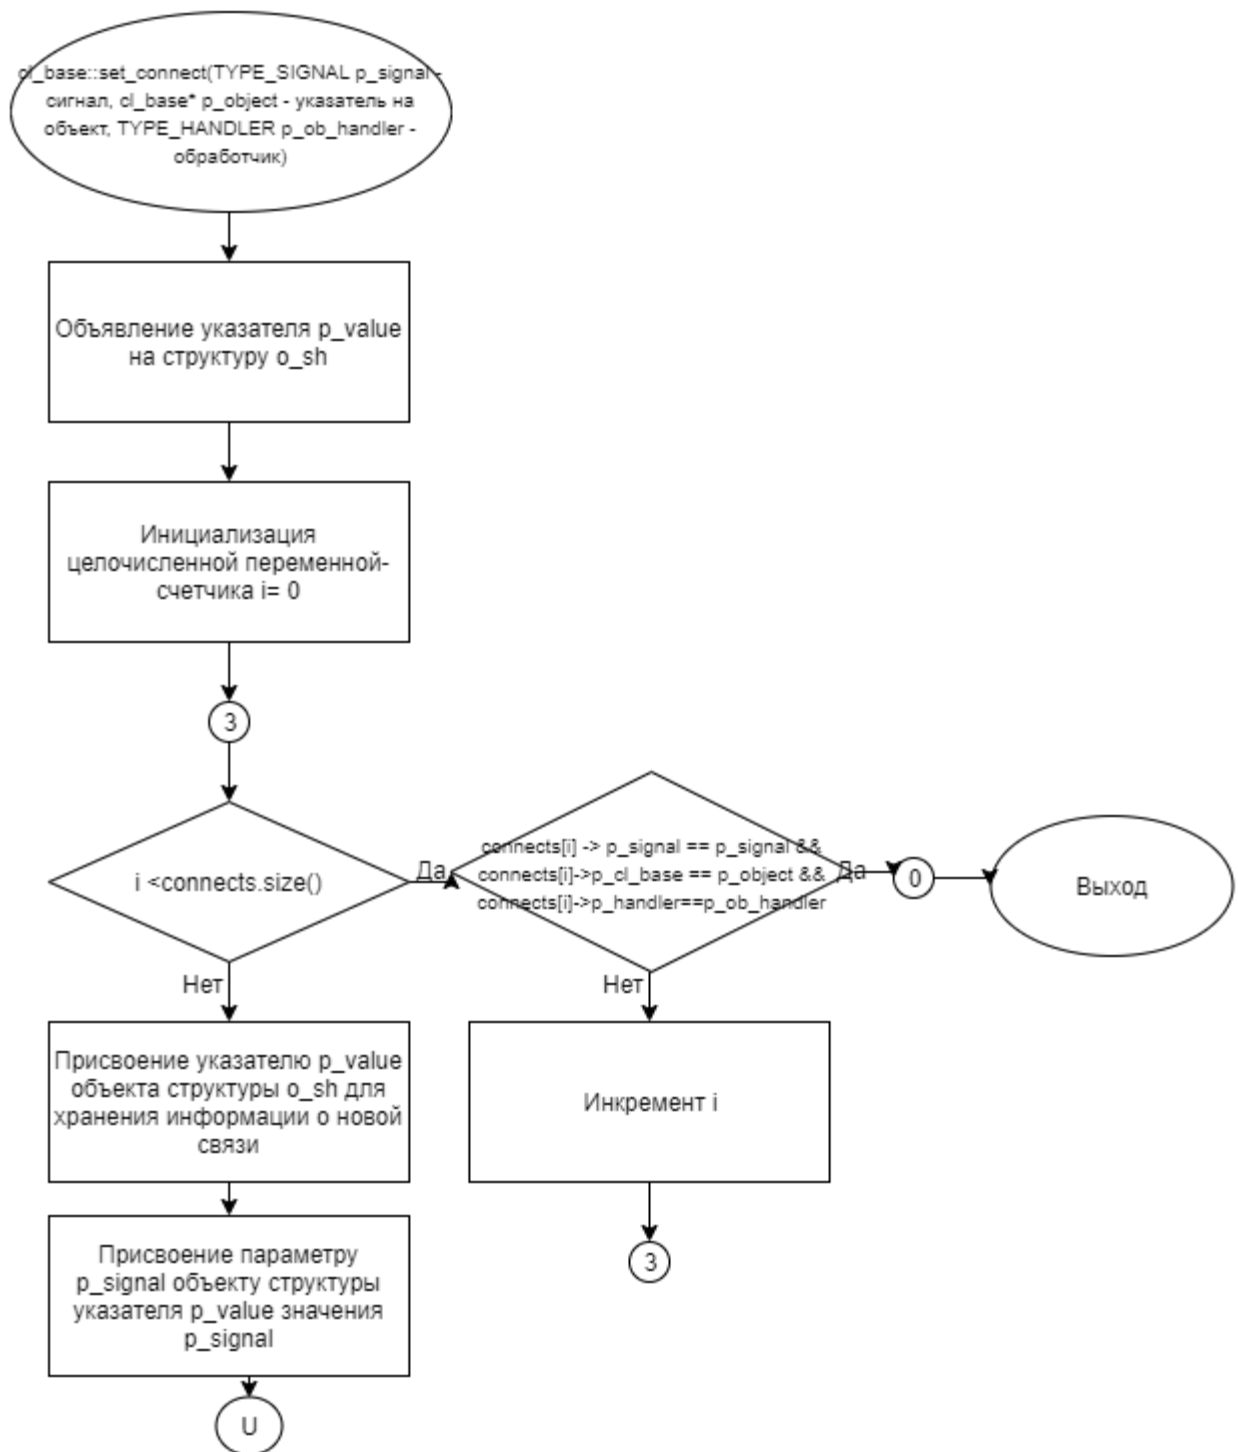 cl_base::set_connect(TYPE_SIGNAL p_signal -
сигнал, cl_base* p_object - указатель на
объект, TYPE_HANDLER p_ob_handler -
обработчик)
Объявление указателя p_value
на структуру o_sh
Инициализация
целочисленной переменной-
счетчика i= 0
3
i <connects.size()
Да
connects[i] -> p_signal == p_signal &&
connects[i]->p_cl_base == p_object &&
connects[i]->p_handler==p_ob_handler
Да
0
Выход
Нет
Нет
Присвоение указателю p_value
объекта структуры o_sh для
хранения информации о новой
связи
Инкремент i
3
Присвоение параметру
p_signal объекту структуры
указателя p_value значения
p_signal
U